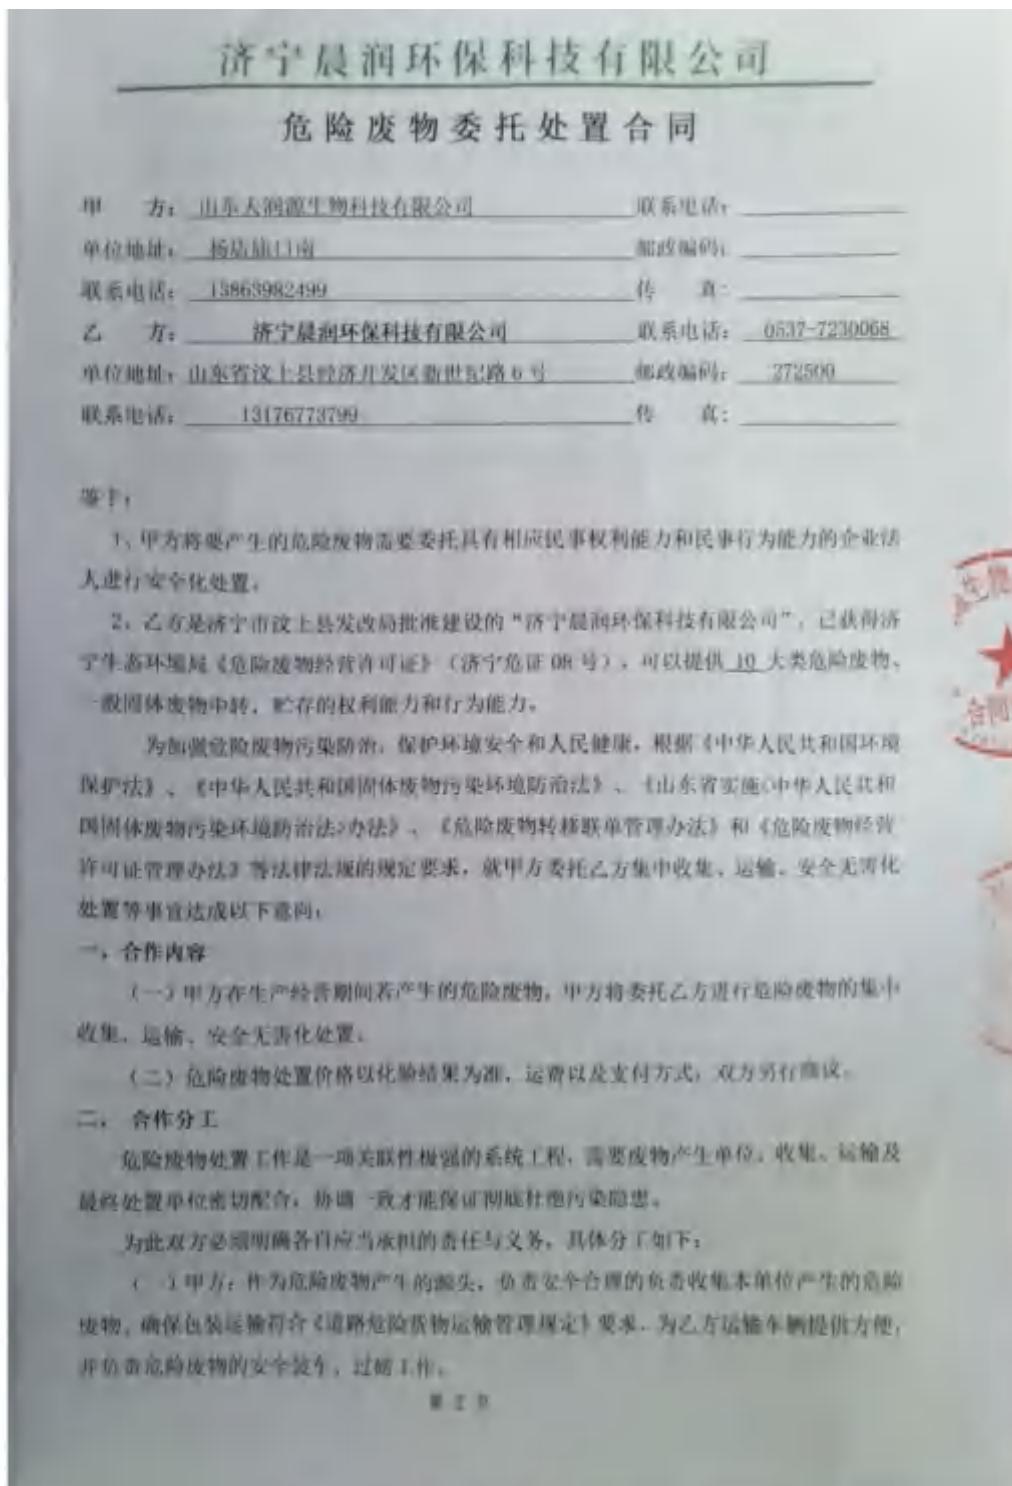 济宁晨润环保科技有限公司
危险废物委托处置合同
甲 方： 山东天润源生物科技有限公司 联系电话：
单位地址： 杨店庙口南 邮政编码：
联系电话： 13863982499 传 真：
乙 方： 济宁晨润环保科技有限公司 联系电话： 0537-7230068
单位地址： 山东省汶上县经济开发区新世纪路6号 邮政编码： 272500
联系电话： 13176773799 传 真：
鉴于：
1、甲方将要产生的危险废物需要委托具有相应民事权利能力和民事行为能力的企业法
人进行安全化处置。
2、乙方是济宁市汶上县发改局批准建设的“济宁晨润环保科技有限公司”，已获得济
宁生态环境局《危险废物经营许可证》（济宁危证08号），可以提供 10 大类危险废物、
一般固体废物中转、贮存的权利能力和行为能力。
为加强危险废物污染防治，保护环境安全和人民健康，根据《中华人民共和国环境
保护法》、《中华人民共和国固体废物污染环境防治法》、《山东省实施<中华人民共和
国固体废物污染环境防治法>办法》、《危险废物转移联单管理办法》和《危险废物经营
许可证管理办法》等法律法规的规定要求，就甲方委托乙方集中收集、运输、安全无害化
处置等事宜达成以下意向：
一、合作内容
（一）甲方在生产经营期间若产生的危险废物，甲方将委托乙方进行危险废物的集中
收集、运输、安全无害化处置。
（二）危险废物处置价格以化验结果为准，运费以及支付方式，双方另行商议。
二、合作分工
危险废物处置工作是一项关联性极强的系统工程，需要废物产生单位、收集、运输及
最终处置单位密切配合，协调一致才能保证彻底杜绝污染隐患。
为此双方必须明确各自应当承担的责任与义务，具体分工如下：
（一）甲方：作为危险废物产生的源头，负责安全合理的负责收集本单位产生的危险
废物，确保包装运输符合《道路危险货物运输管理规定》要求，为乙方运输车辆提供方便，
并负责危险废物的安全装车、过磅工作。
合同